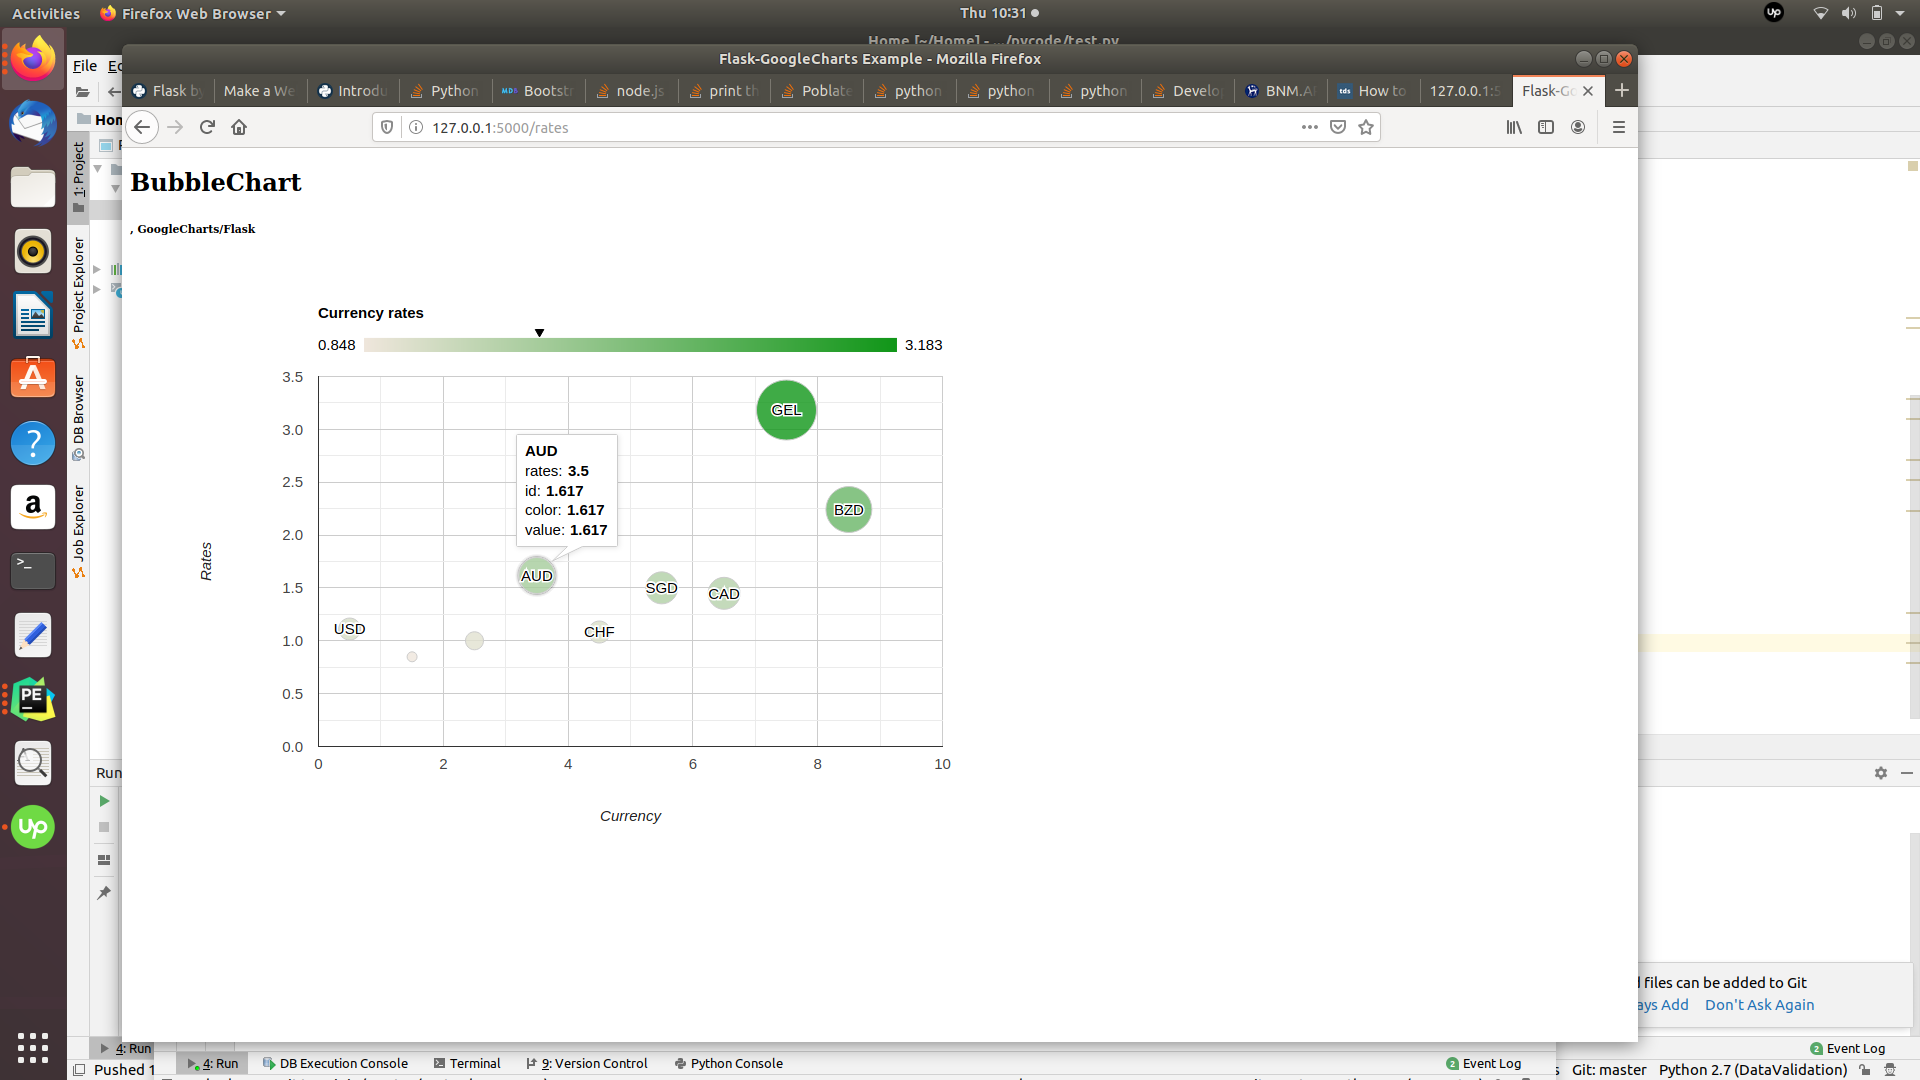 Activities
Firefox Web Browser
Thu 10:31
Home [~/Home] - .../pycode/test.py
Flask-GoogleCharts Example - Mozilla Firefox
File
Flask by
Make a We
Introdu
Python
Bootstr
node.js
print th
Poblate
python
python
python
Develop
BNM.A
How to
127.0.0.1:5
Flask-Go
127.0.0.1:5000/rates
1: Project
Project Explorer
DB Browser
Job Explorer
BubbleChart
, GoogleCharts/Flask
Currency rates
0.848
3.183
3.5
3.0
2.5
2.0
1.5
1.0
0.5
0.0
Rates
GEL
BZD
AUD
rates: 3.5
id: 1.617
color: 1.617
value: 1.617
AUD
SGD
CAD
USD
CHF
0
2
4
6
8
10
Currency
Run
files can be added to Git
ays Add
Don't Ask Again
4: Run
2 Event Log
4: Run
DB Execution Console
Terminal
9: Version Control
Python Console
2 Event Log
Pushed 1
Git: master
Python 2.7 (DataValidation)